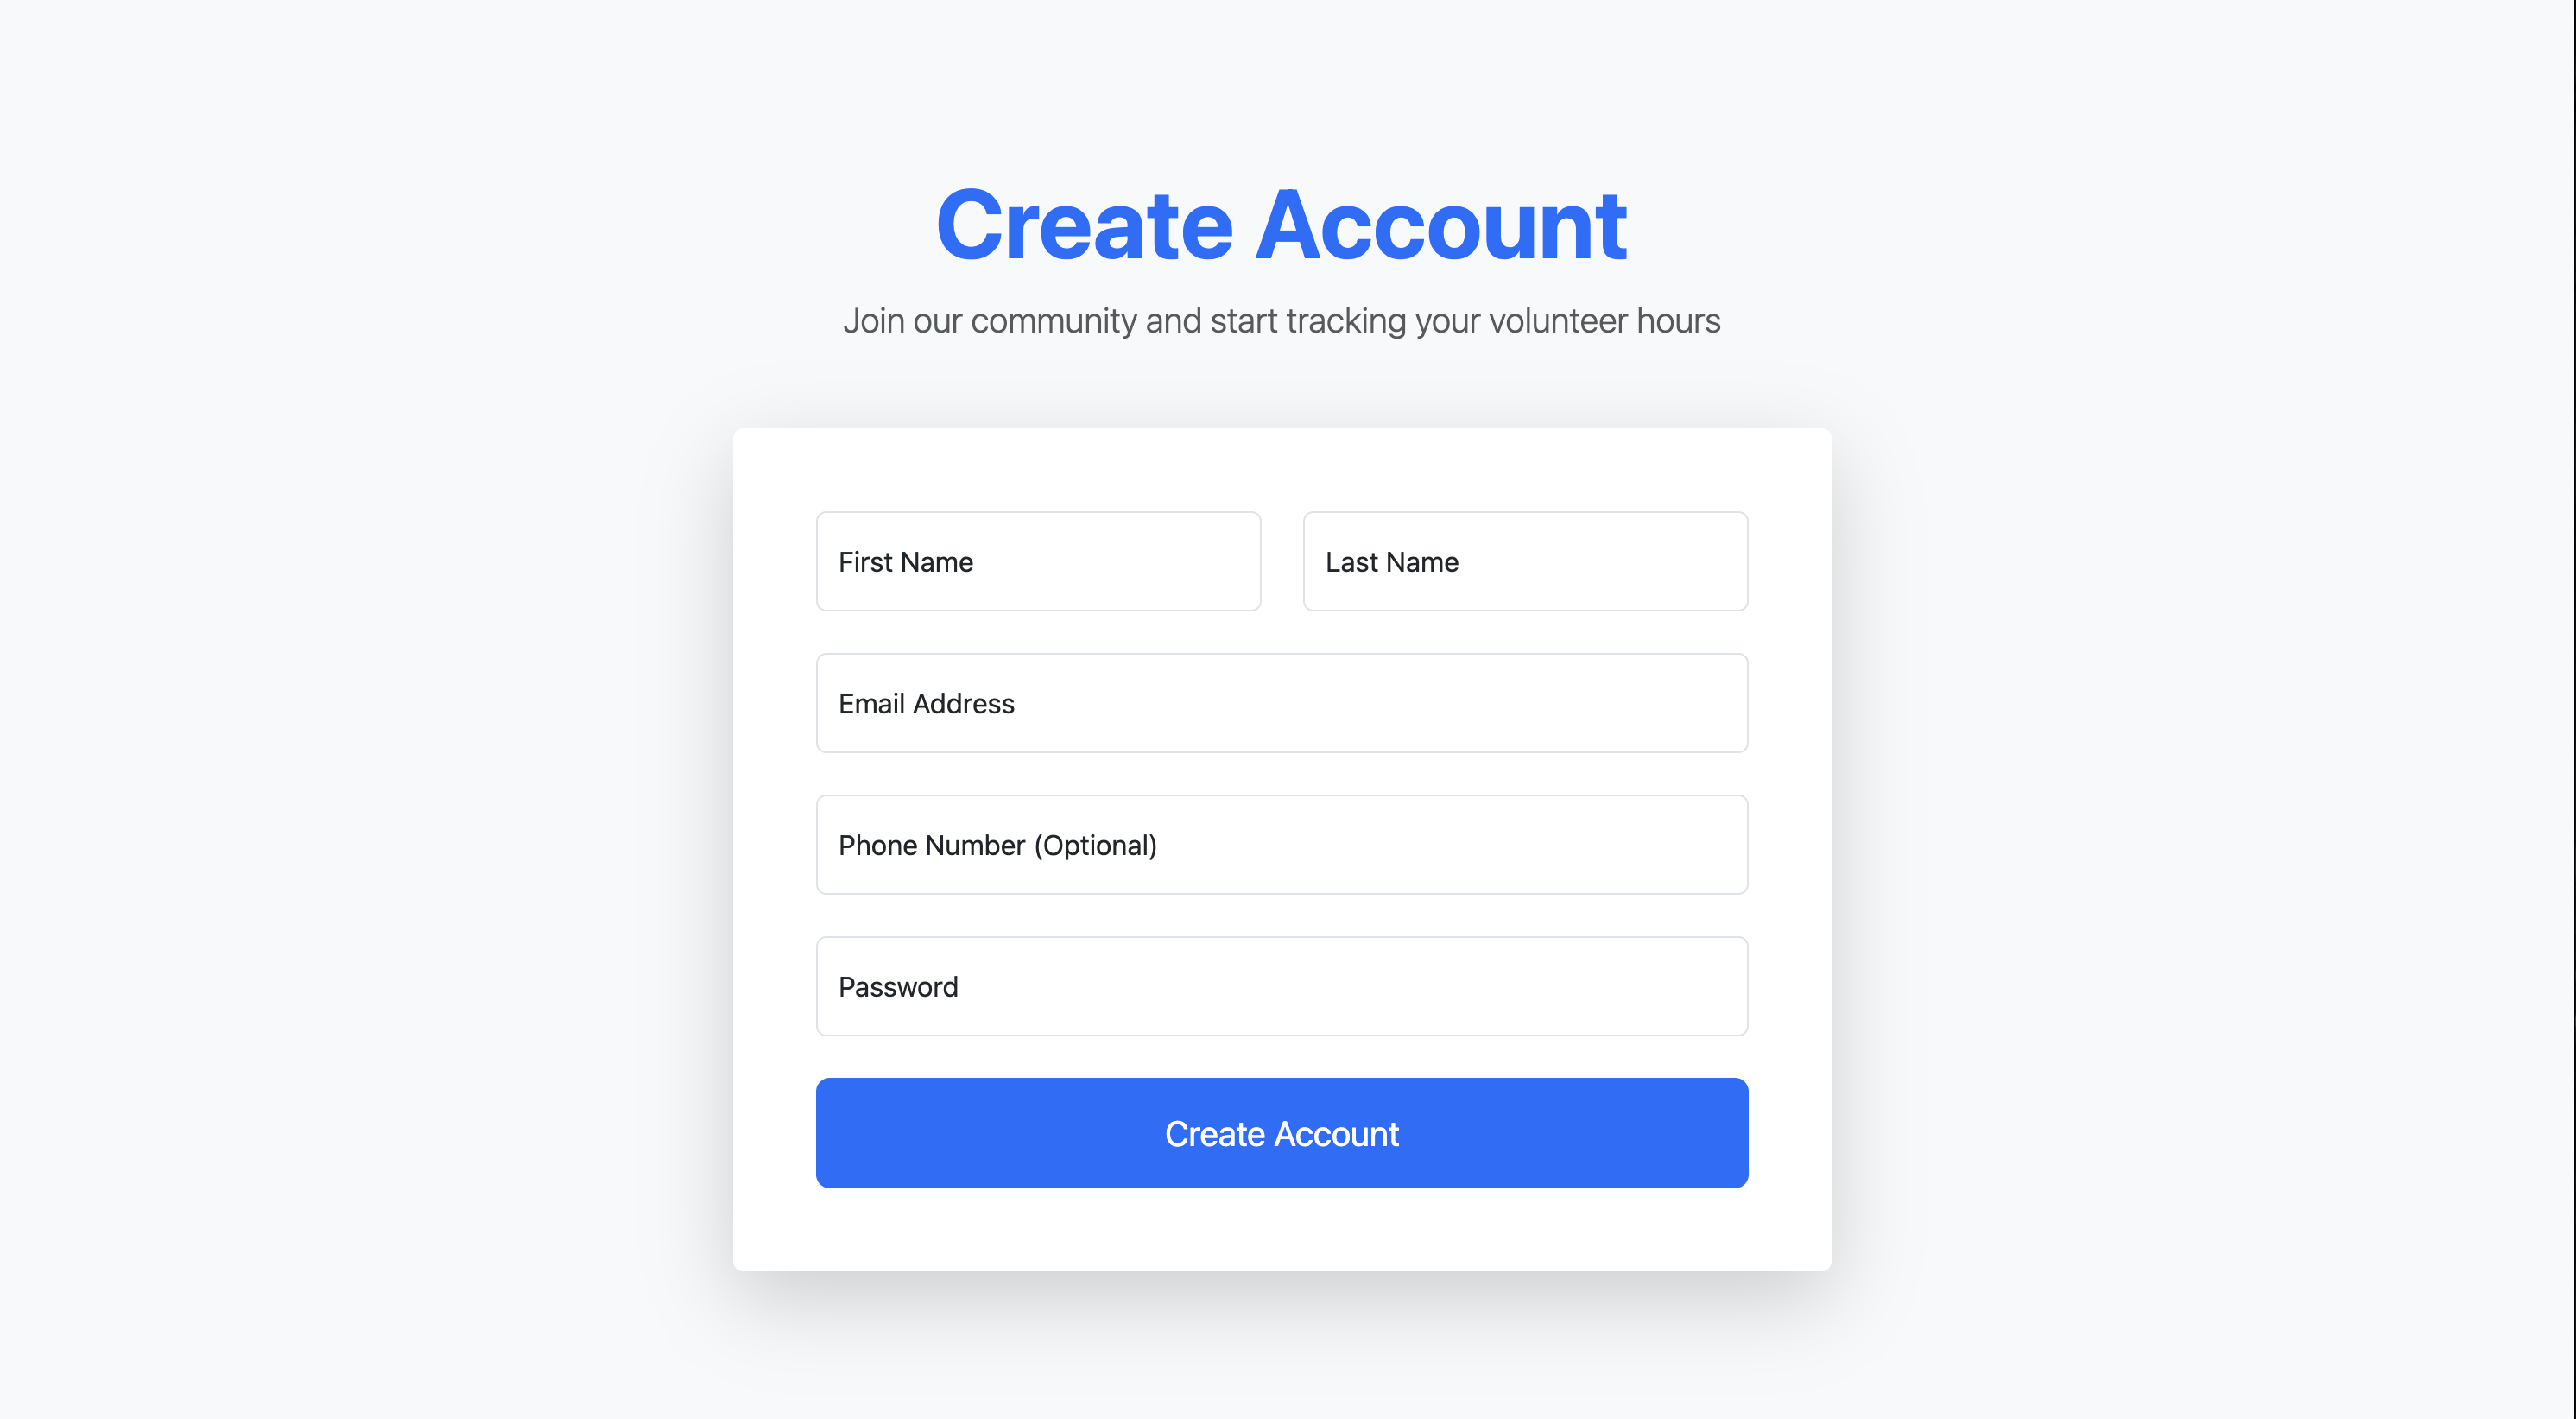 Create Account
Join our community and start tracking your volunteer hours
First Name
Last Name
Email Address
Phone Number (Optional)
Password
Create Account